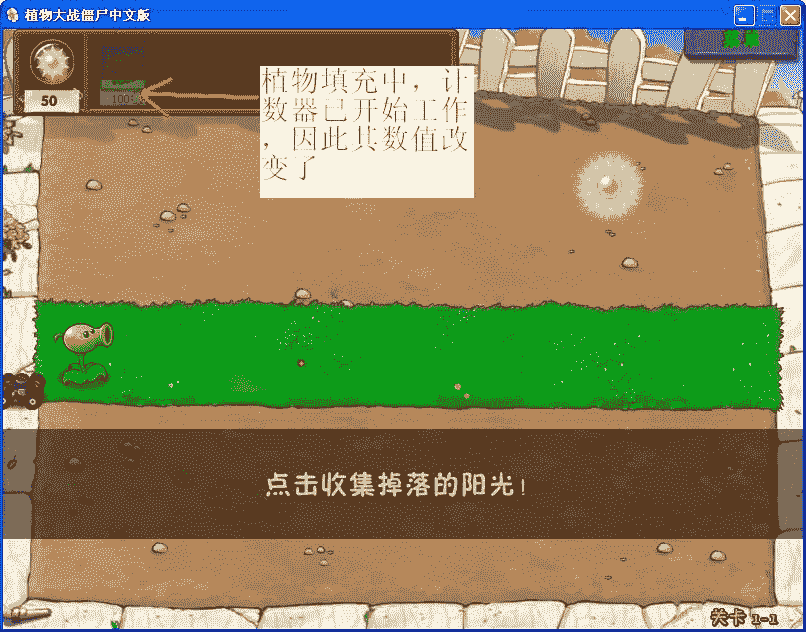 植物大战僵尸中文版
50
100
植物填充中，计
数器已开始工作
，因此其数值改
变了
点击收集掉落的阳光！
关卡 1-1